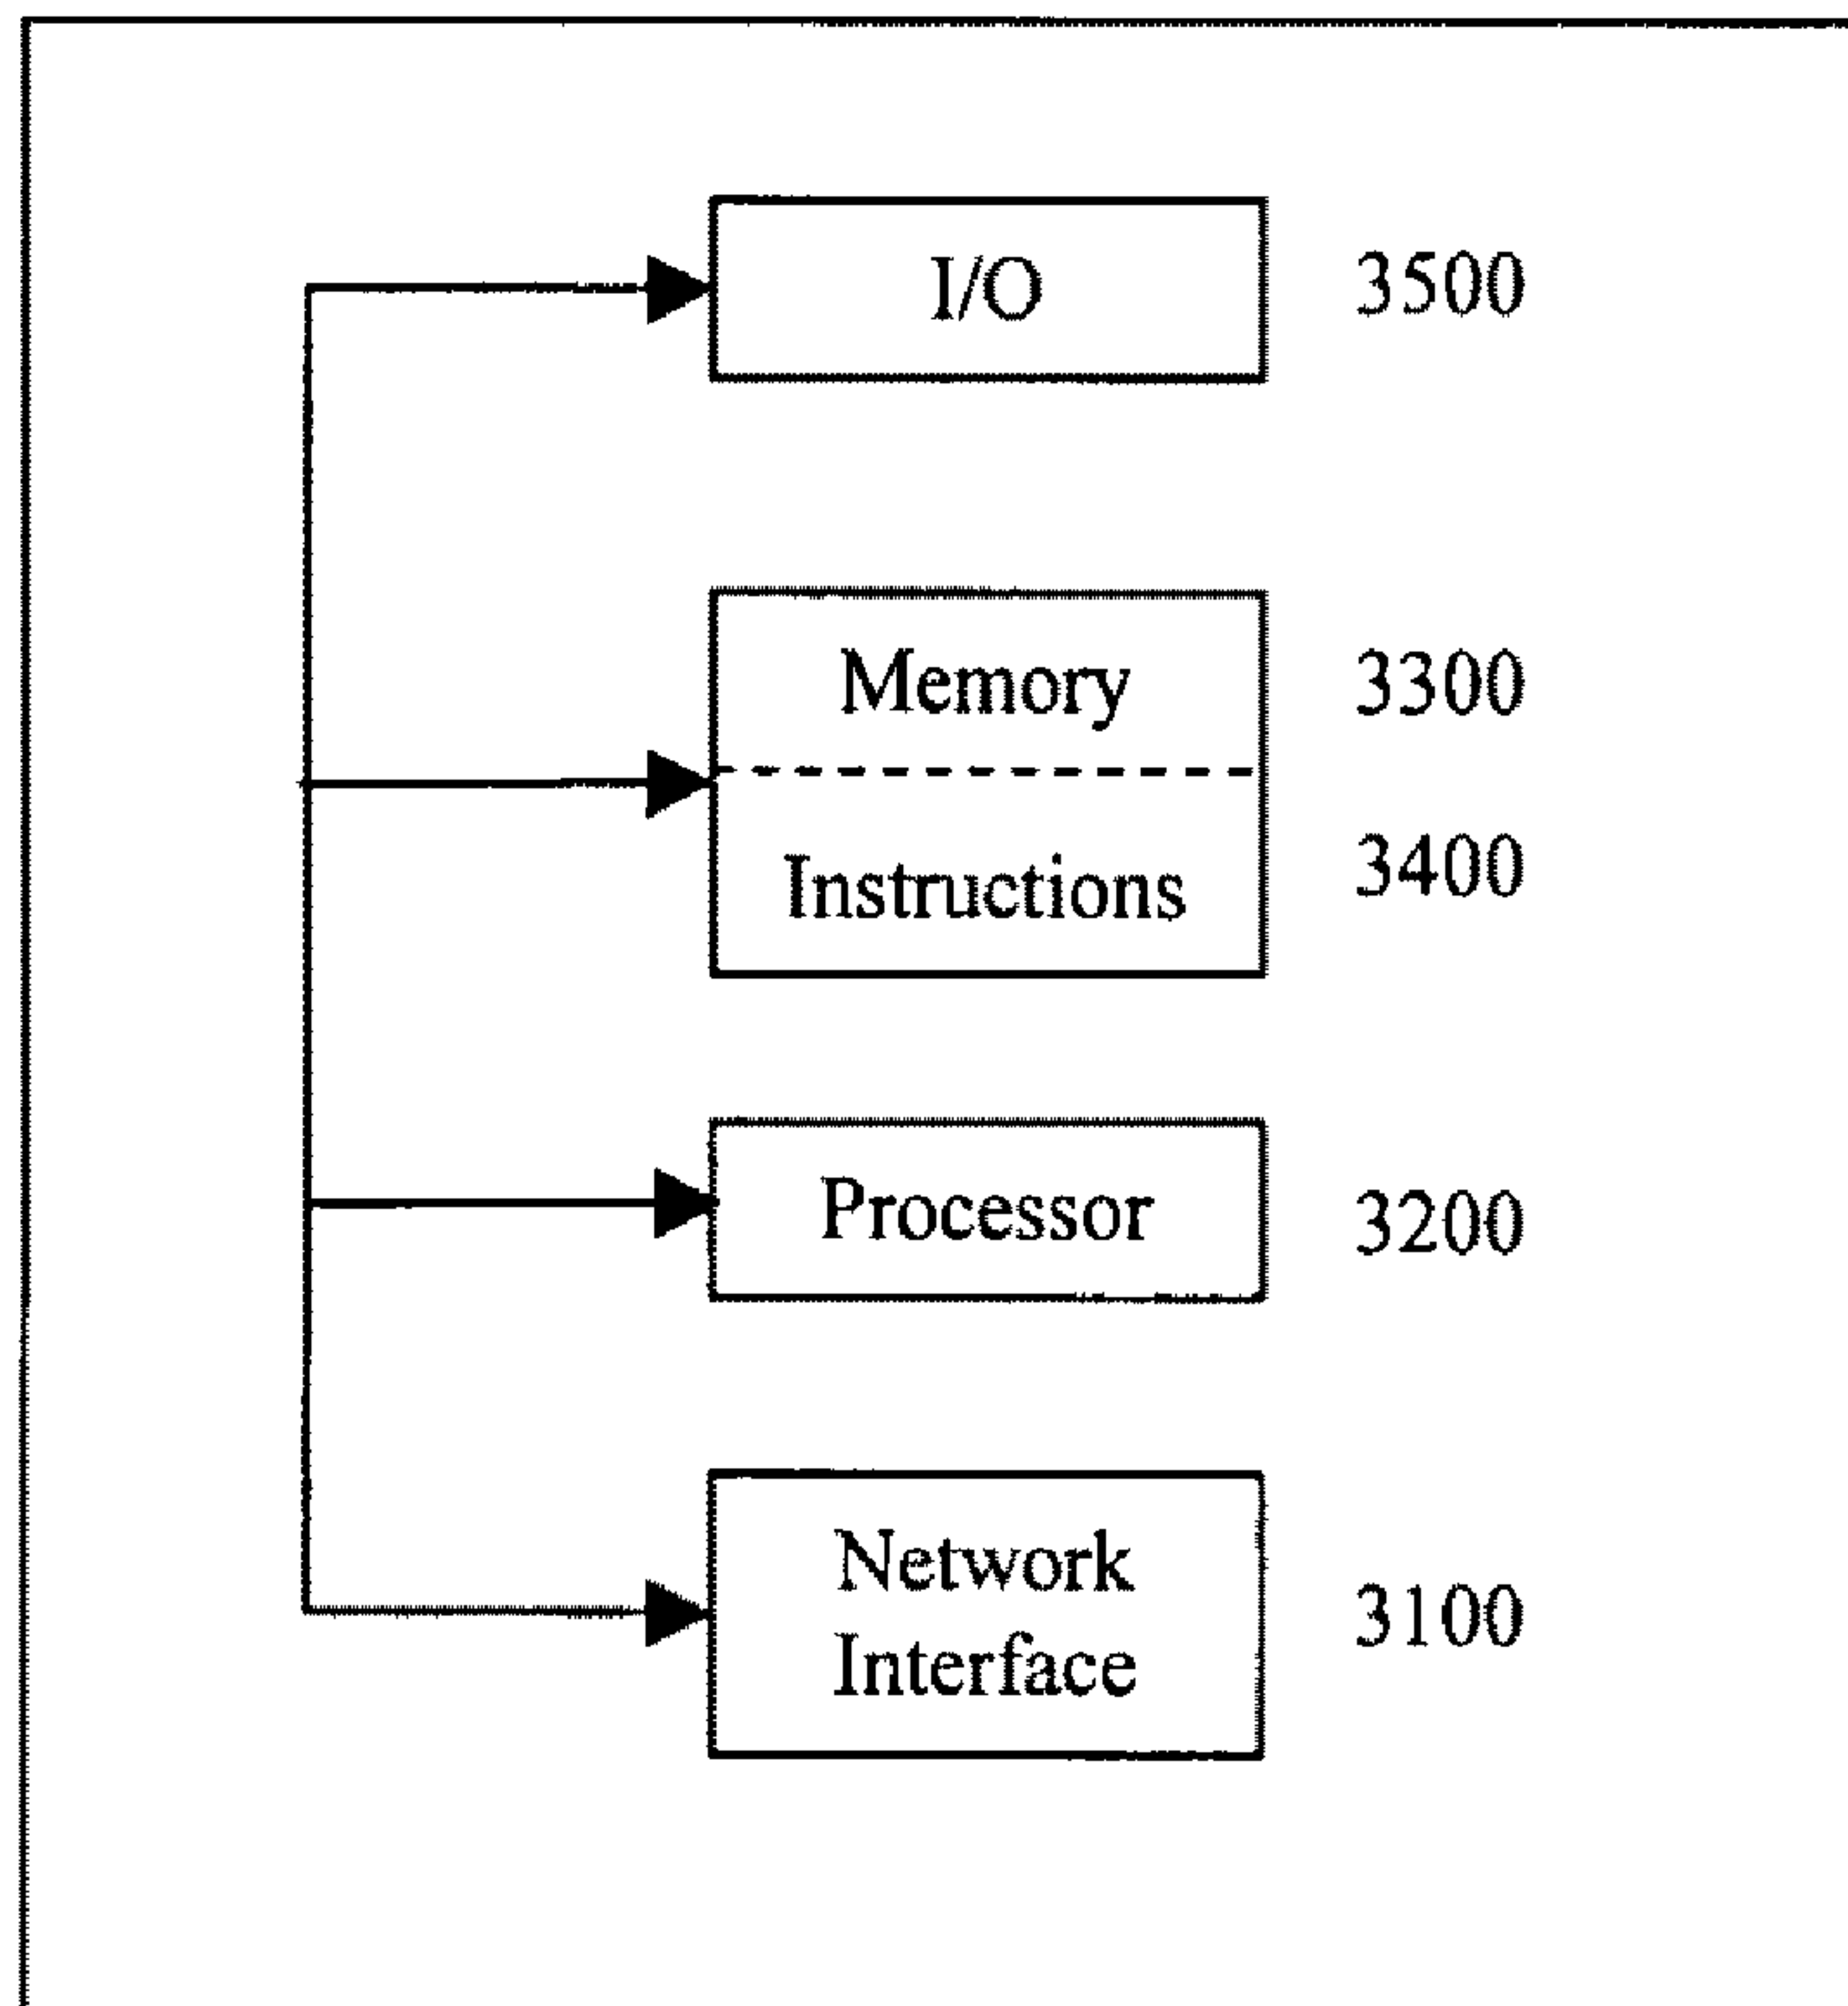 I/O 3500
Memory 3300
Instructions 3400
Processor 3200
Network
Interface
3100